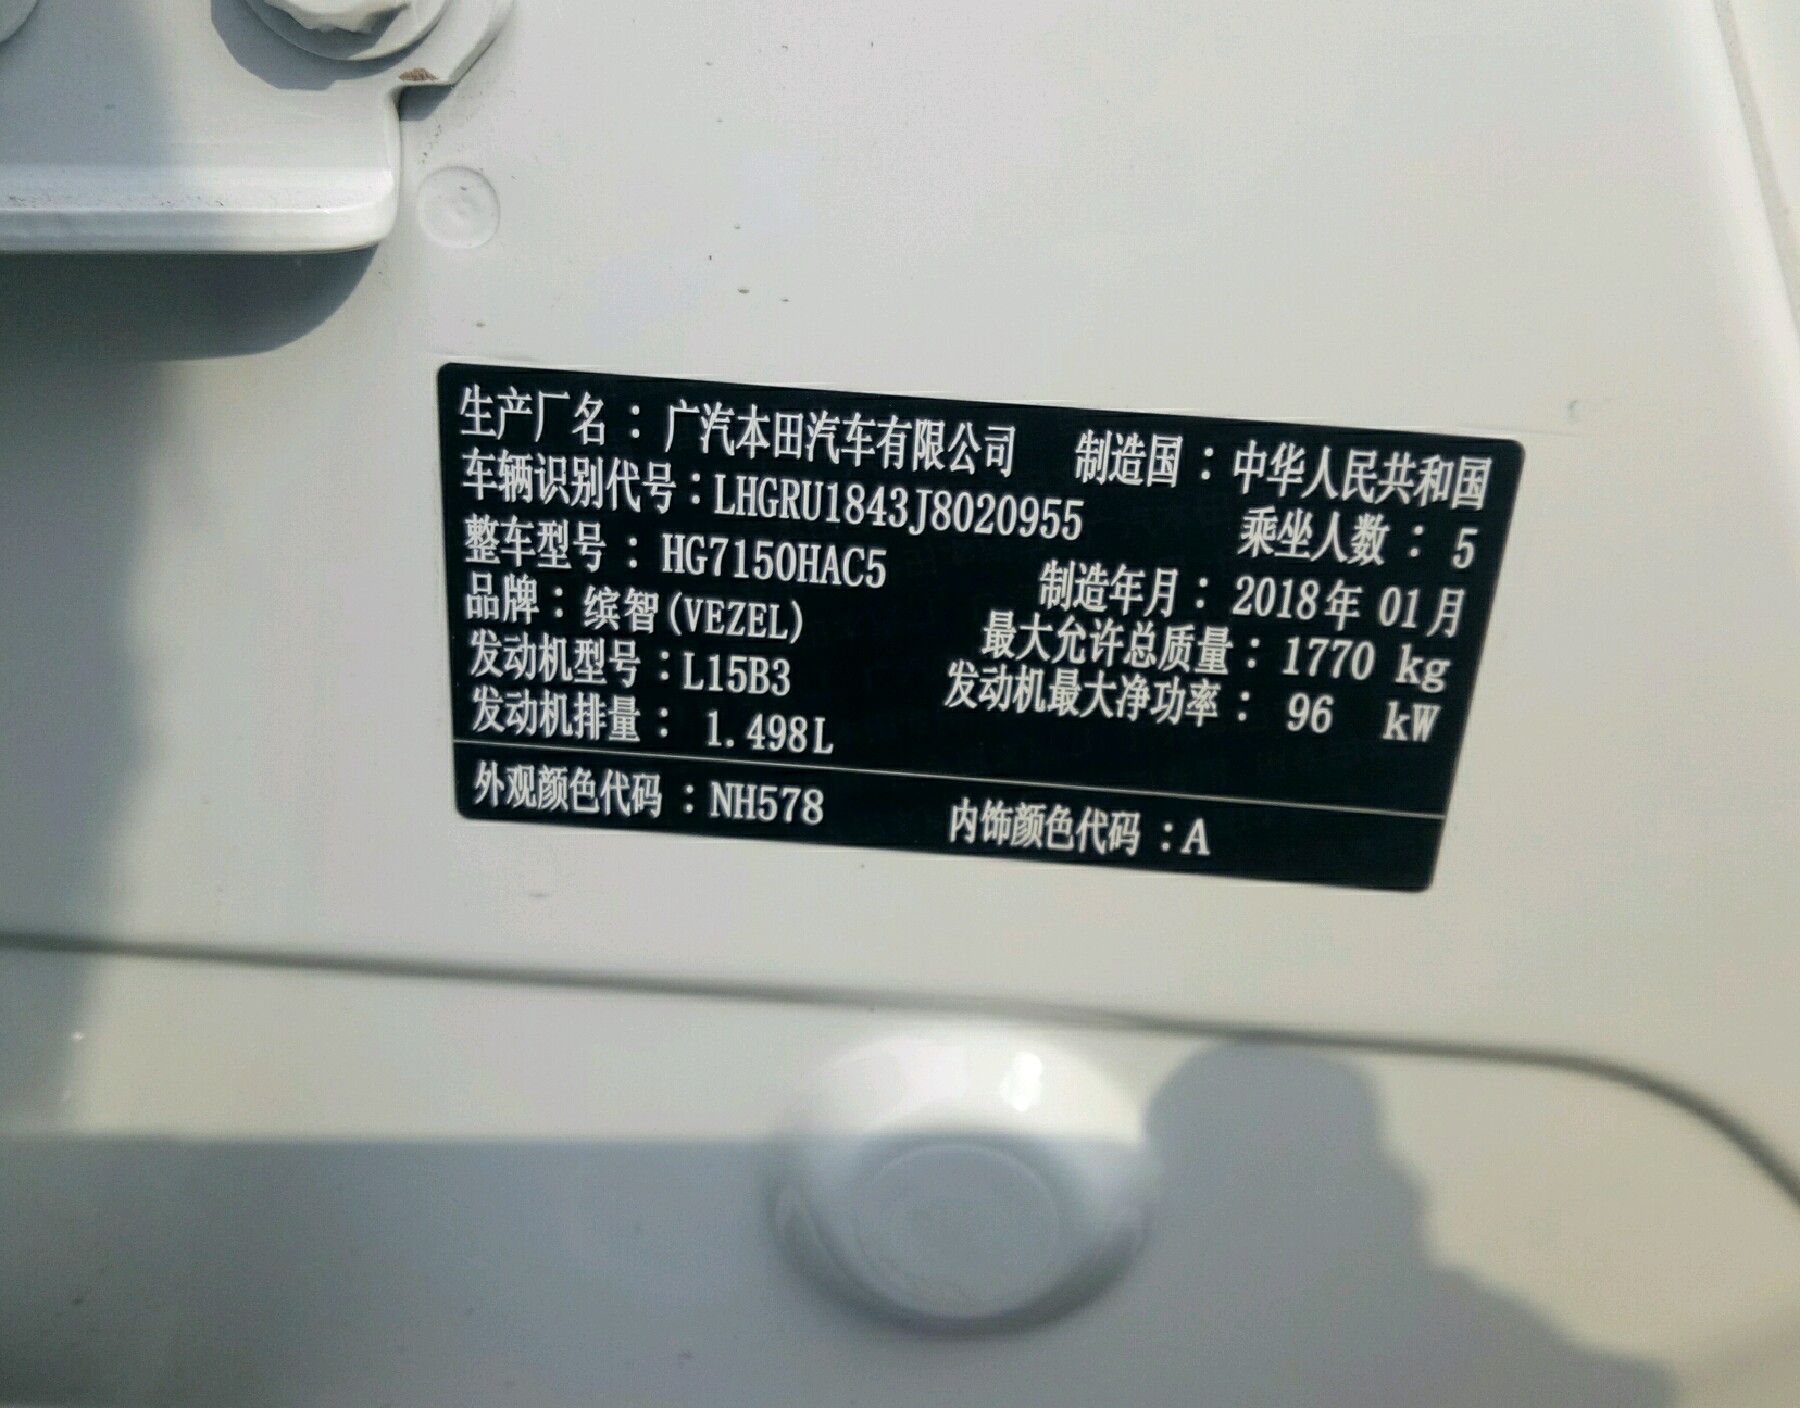 生产厂名：广汽本田汽车有限公司 制造国：中华人民共和国
车辆识别代号：LHGRU1843J8020955 乘坐人数：5
整车型号：HG7150HAC5 制造年月：2018年 01月
品牌：缤智(VEZEL) 最大允许总质量：1770 kg
发动机型号：L15B3 发动机最大净功率：96 kW
发动机排量：1.498L
外观颜色代码：NH578 内饰颜色代码：A